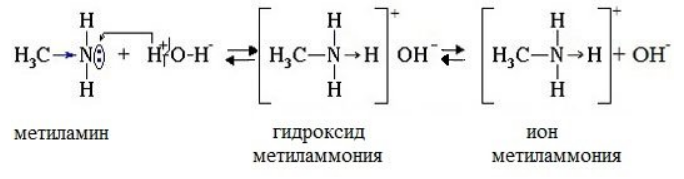 H H H
H₃C→N(:) + H⁺O-H⁻ ⇌ [H₃C—N→H]⁺ OH⁻ ⇌ [H₃C—N→H]⁺ + OH⁻
H H H
метиламин гидроксид ион
метиламмония метиламмония